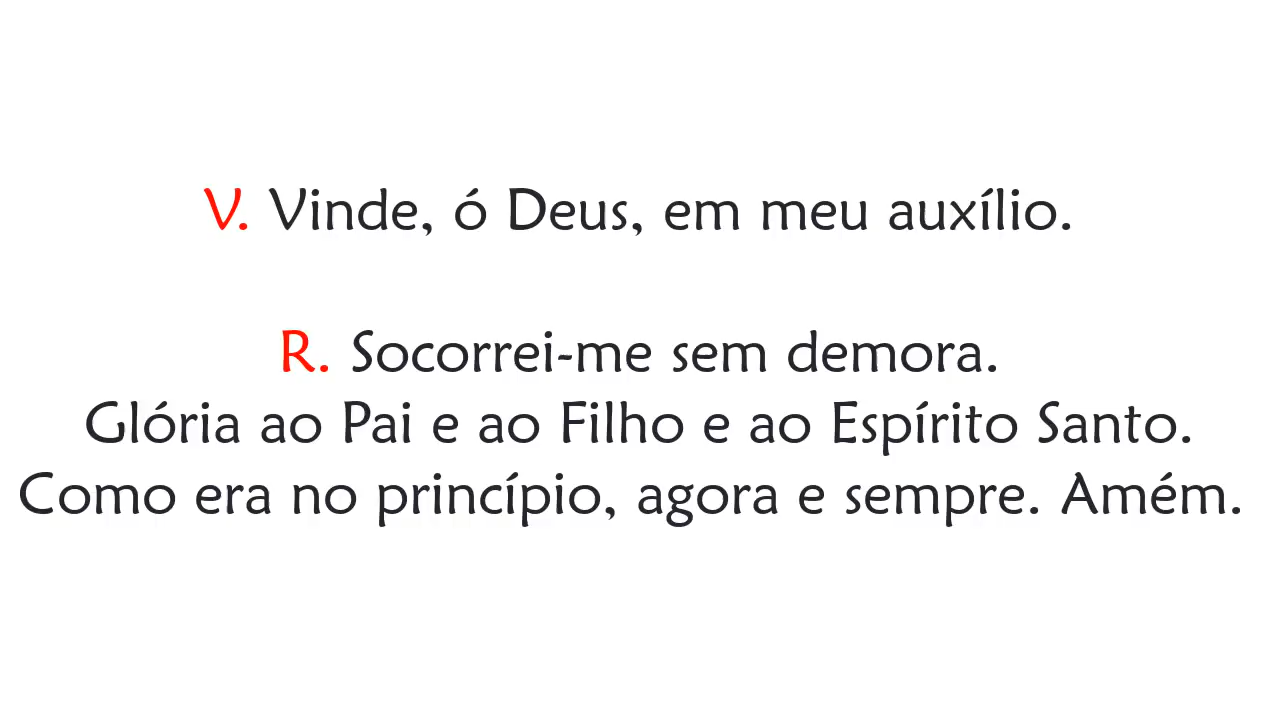 V. Vinde, ó Deus, em meu auxílio.
R. Socorrei-me sem demora.
Glória ao Pai e ao Filho e ao Espírito Santo.
Como era no princípio, agora e sempre. Amém.